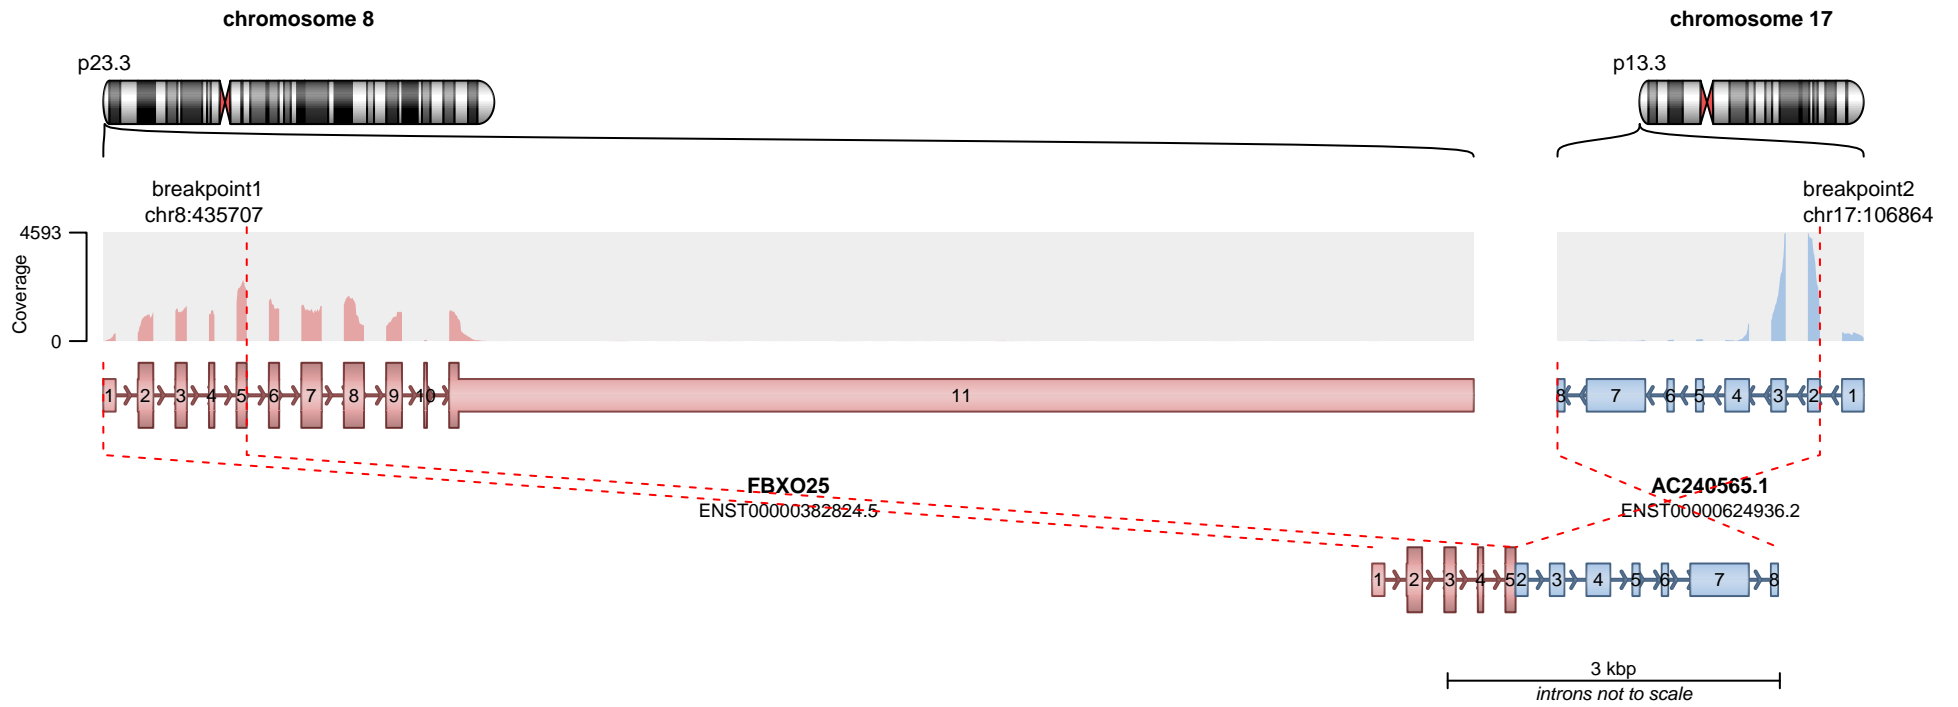 chromosome 8
chromosome 17
p23.3
p13.3
breakpoint1
chr8:435707
breakpoint2
chr17:106864
4593
Coverage
0
1 2 3 4 5 6 7 8 9 10 11
8 7 6 5 4 3 2 1
FBXO25
ENST00000382824.5
AC240565.1
ENST00000624936.2
1 2 3 4 5 2 3 4 5 6 7 8
3 kbp
introns not to scale